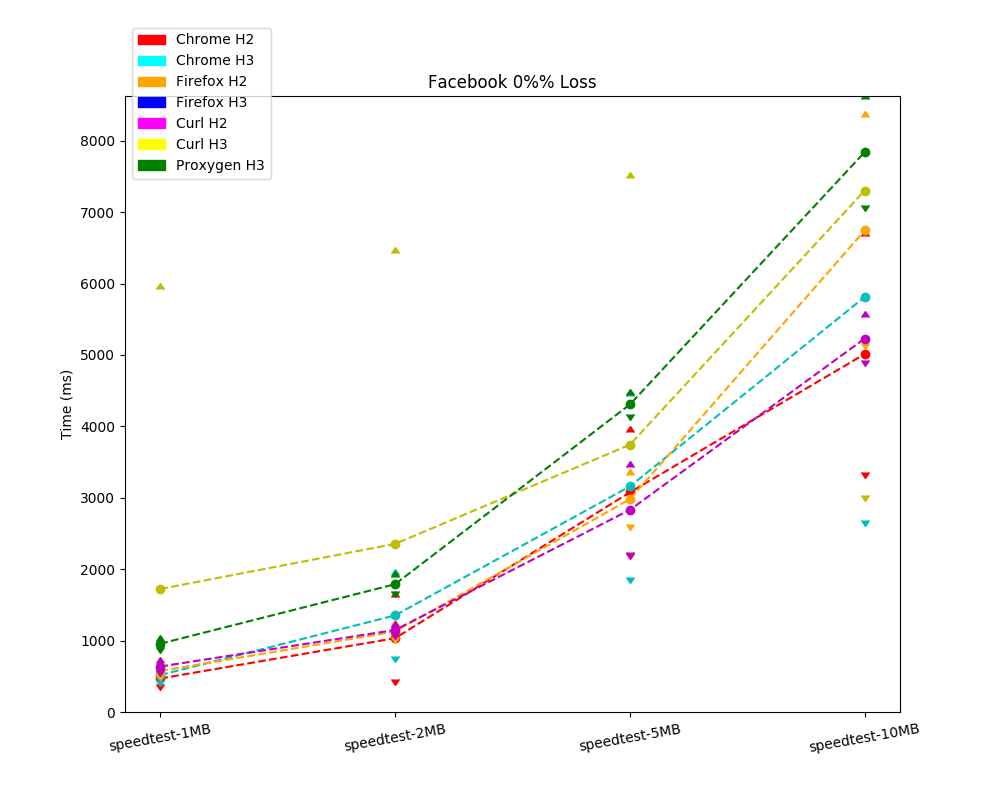 Chrome H2
Chrome H3
Firefox H2
Firefox H3
Curl H2
Curl H3
Proxygen H3
Facebook 0%% Loss
8000
7000
6000
5000
4000
3000
2000
1000
0
Time (ms)
speedtest-1MB
speedtest-2MB
speedtest-5MB
speedtest-10MB